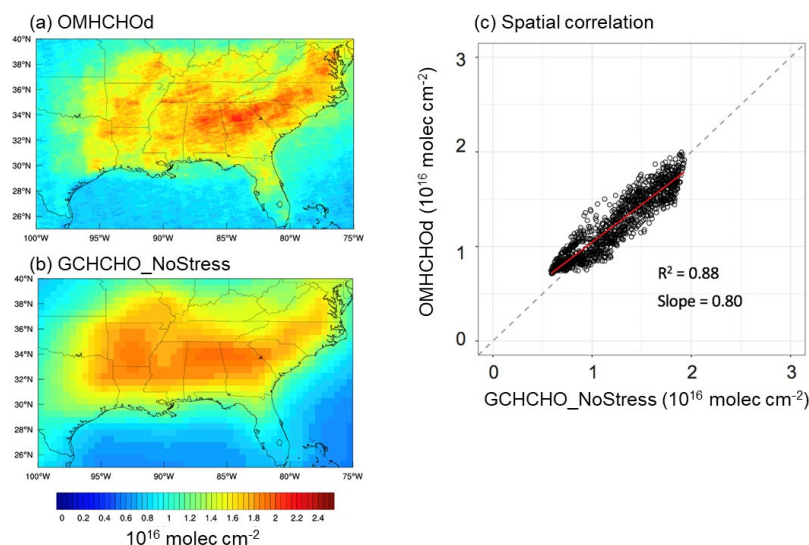 (a) OMHCHOd
40°N
38°N
36°N
34°N
32°N
30°N
28°N
26°N
100°W 95°W 90°W 85°W 80°W 75°W
(b) GCHCHO_NoStress
40°N
38°N
36°N
34°N
32°N
30°N
28°N
26°N
100°W 95°W 90°W 85°W 80°W 75°W
0 0.2 0.4 0.6 0.8 1 1.2 1.4 1.6 1.8 2 2.2 2.4
10¹⁶ molec cm⁻²
(c) Spatial correlation
OMHCHOd (10¹⁶ molec cm⁻²)
3
2
1
0
R² = 0.88
Slope = 0.80
0 1 2 3
GCHCHO_NoStress (10¹⁶ molec cm⁻²)